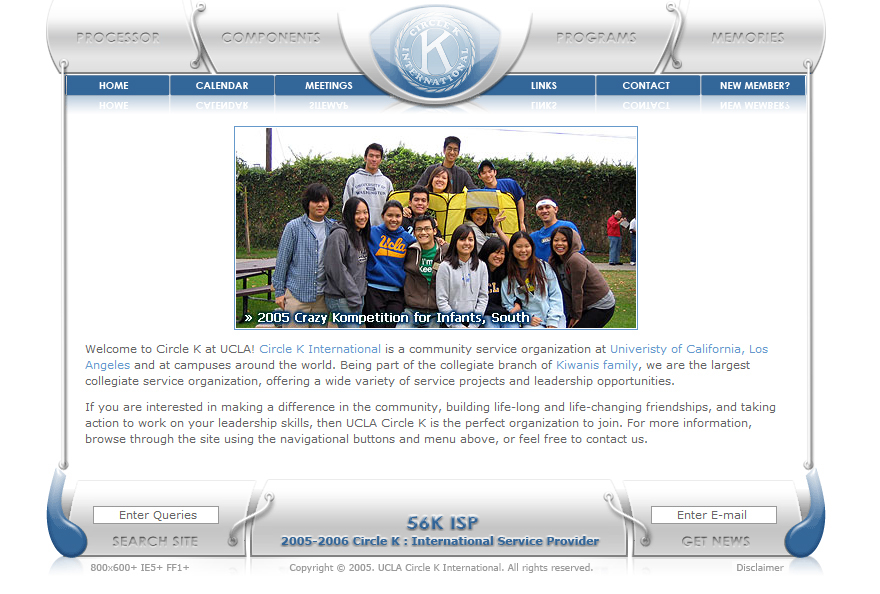 PROCESSOR COMPONENTS PROGRAMS MEMORIES
CIRCLE K
K
INTERNATIONAL
HOME CALENDAR MEETINGS LINKS CONTACT NEW MEMBER?
UNIVERSITY OF
WASHINGTON
Ucla
I'm
» 2005 Crazy Kompetition for Infants, South
Welcome to Circle K at UCLA! Circle K International is a community service organization at Univeristy of California, Los
Angeles and at campuses around the world. Being part of the collegiate branch of Kiwanis family, we are the largest
collegiate service organization, offering a wide variety of service projects and leadership opportunities.
If you are interested in making a difference in the community, building life-long and life-changing friendships, and taking
action to work on your leadership skills, then UCLA Circle K is the perfect organization to join. For more information,
browse through the site using the navigational buttons and menu above, or feel free to contact us.
Enter Queries
SEARCH SITE
56K ISP
2005-2006 Circle K : International Service Provider
Enter E-mail
GET NEWS
800x600+ IE5+ FF1+
Copyright © 2005. UCLA Circle K International. All rights reserved.
Disclaimer